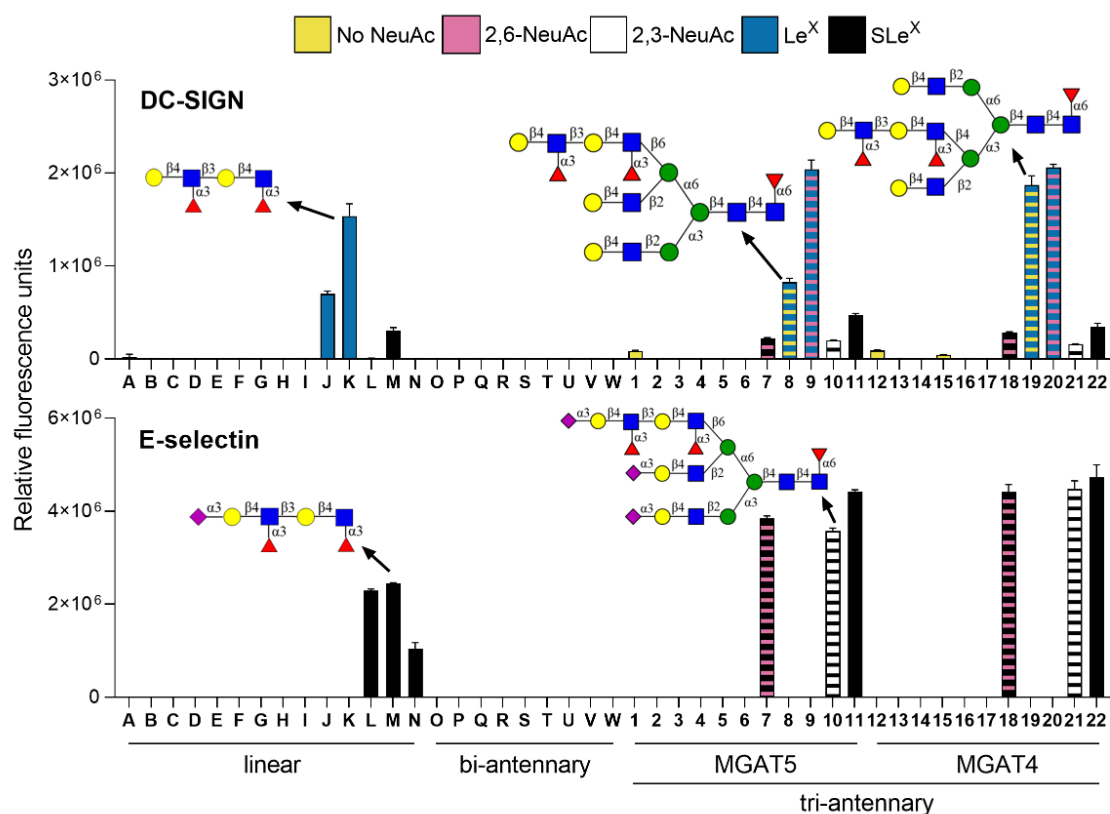 No NeuAc 2,6-NeuAc 2,3-NeuAc Le^X SLe^X
Relative fluorescence units
DC-SIGN
3×10⁶
2×10⁶
1×10⁶
0
β4 β3 β4
α3 α3
β4 β3 β4 β6
α3 α3
β4 β2 α6 α6
β4 β4
β4 β2 α3
β4 β2
α6 α6
β4 β3 β4 β4 β4 β4
α3 α3 α3
β4 β2
A B C D E F G H I J K L M O P Q R S T U V W 1 2 3 4 5 6 7 8 9 10 11 12 13 14 15 16 17 18 19 20 21 22
E-selectin
6×10⁶
4×10⁶
2×10⁶
0
α3 β4 β3 β4
α3 α3
α3 β4 β3 β4 β6
α3 α3 α6 α6
α3 β4 β2 β4 β4
α3 β4 β2 α3
A B C D E F G H I J K L M N O P Q R S T U V W 1 2 3 4 5 6 7 8 9 10 11 12 13 14 15 16 17 18 19 20 21 22
linear bi-antennary MGAT5 MGAT4
tri-antennary